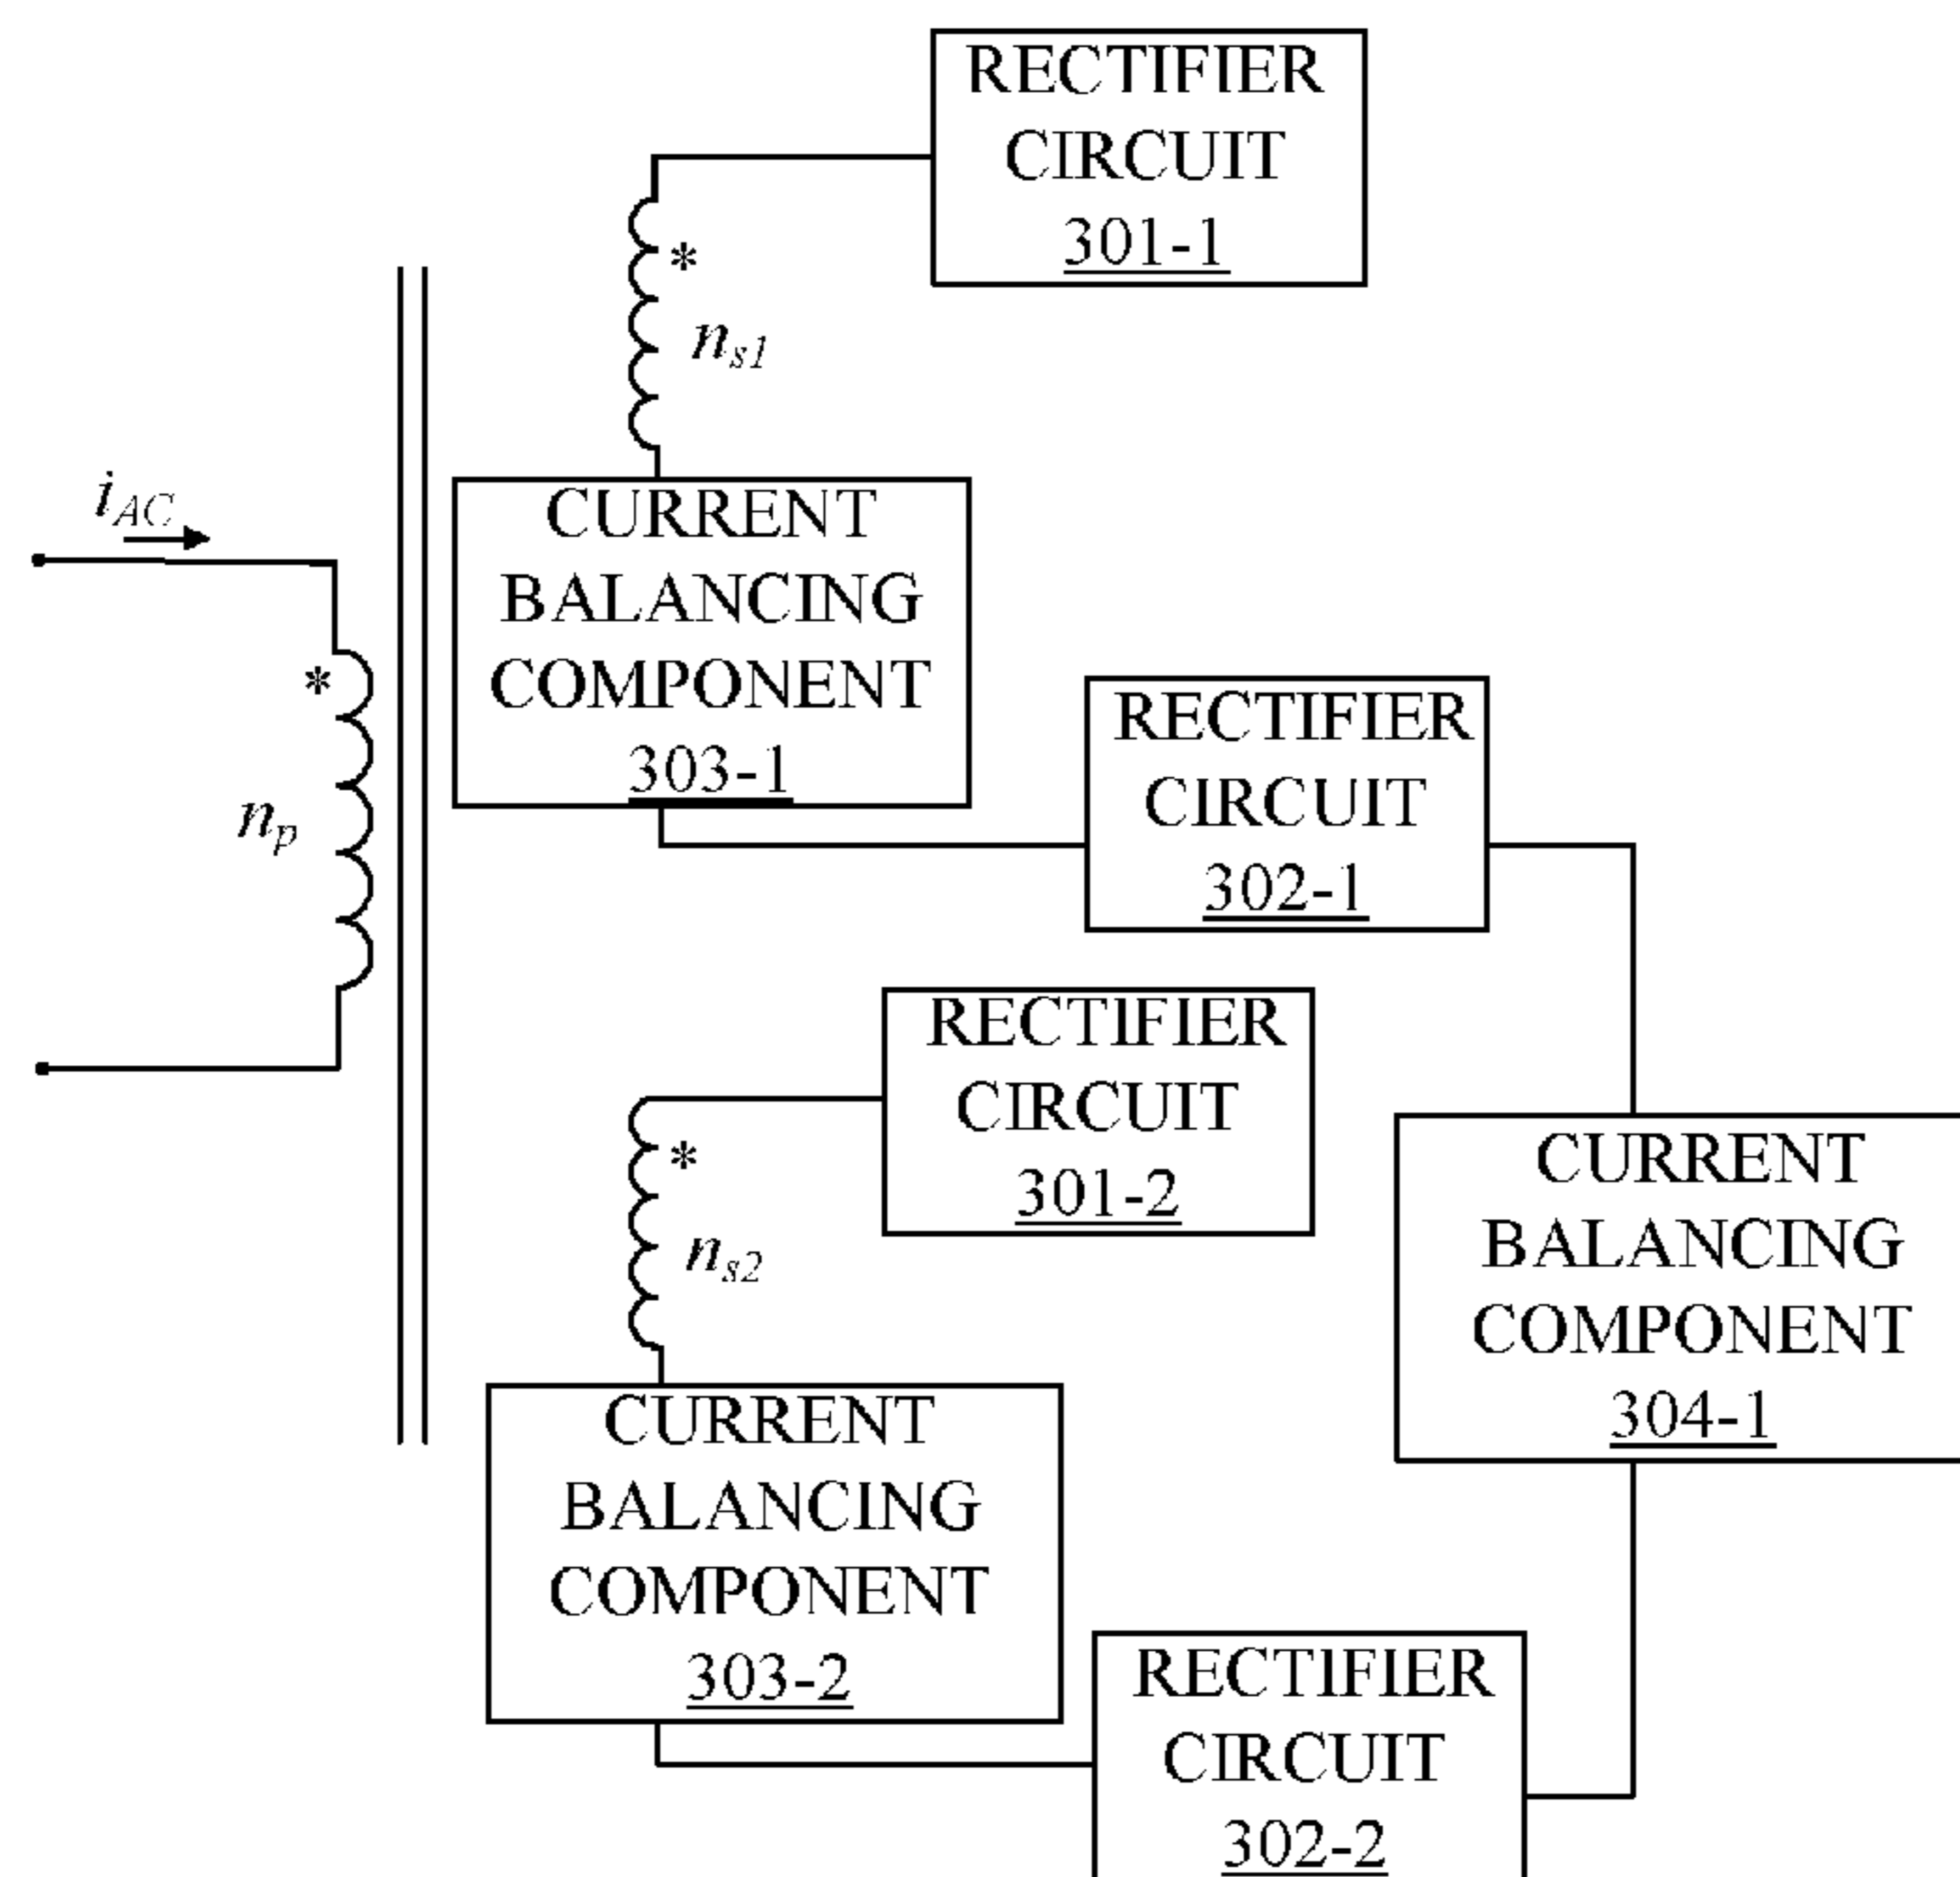 RECTIFIER
CIRCUIT
301-1
*
n_s1
i_AC
CURRENT
BALANCING
COMPONENT
303-1
*
n_p
RECTIFIER
CIRCUIT
302-1
RECTIFIER
CIRCUIT
301-2
*
n_s2
CURRENT
BALANCING
COMPONENT
304-1
CURRENT
BALANCING
COMPONENT
303-2
RECTIFIER
CIRCUIT
302-2